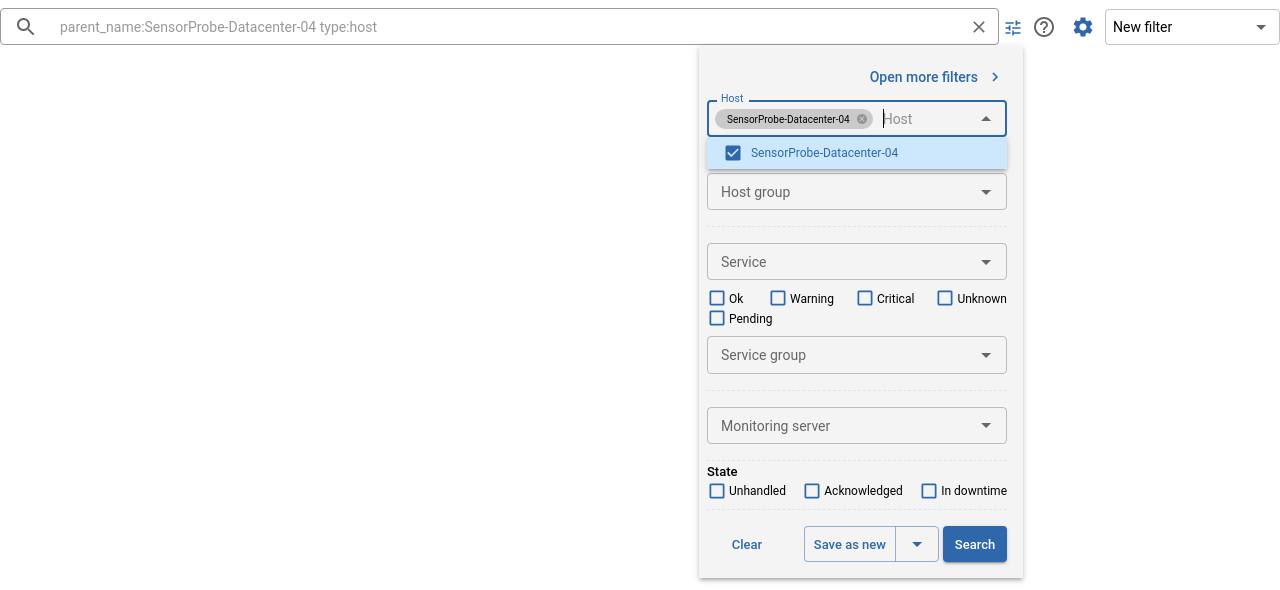 parent_name:SensorProbe-Datacenter-04 type:host
New filter
Open more filters
Host
SensorProbe-Datacenter-04 Host
SensorProbe-Datacenter-04
Host group
Service
Ok Warning Critical Unknown
Pending
Service group
Monitoring server
State
Unhandled Acknowledged In downtime
Clear Save as new Search